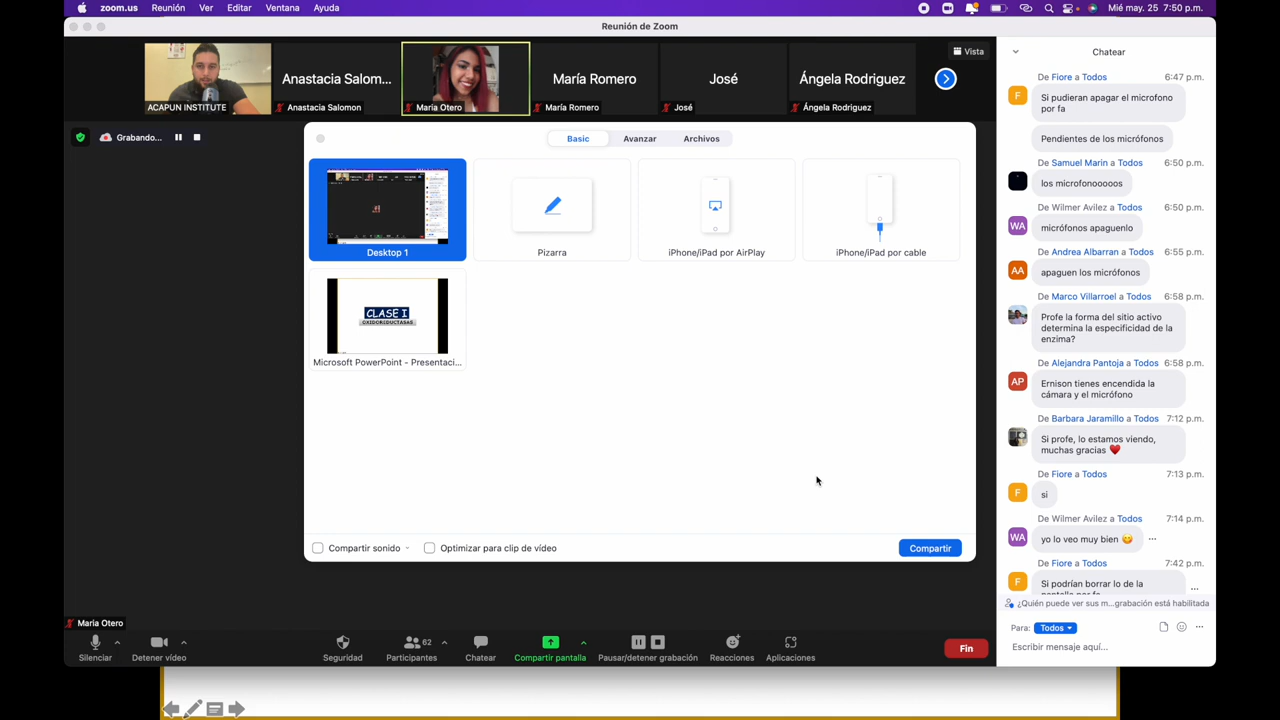 zoom.us Reunión Ver Editar Ventana Ayuda
Mié may. 25 7:50 p.m.
Reunión de Zoom
Vista
ACAPUN INSTITUTE
Anastacia Salom...
Anastacia Salomon
Maria Otero
María Romero
María Romero
José
José
Ángela Rodriguez
Ángela Rodriguez
Grabando...
Basic Avanzar Archivos
Desktop 1
Pizarra
iPhone/iPad por AirPlay
iPhone/iPad por cable
CLASE I
OXIDORREDUCTASAS
Microsoft PowerPoint - Presentaci...
Compartir sonido
Optimizar para clip de vídeo
Compartir
Maria Otero
Silenciar
Detener vídeo
Seguridad
62
Participantes
Chatear
Compartir pantalla
Pausar/detener grabación
Reacciones
Aplicaciones
Fin
Chatear
De Fiore a Todos 6:47 p.m.
F
Si pudieran apagar el microfono
por fa
Pendientes de los micrófonos
De Samuel Marin a Todos 6:50 p.m.
los microfonooooos
De Wilmer Avilez a Todos 6:50 p.m.
WA
micrófonos apaguenlo
De Andrea Albarran a Todos 6:55 p.m.
AA
apaguen los micrófonos
De Marco Villarroel a Todos 6:58 p.m.
Profe la forma del sitio activo
determina la especificidad de la
enzima?
De Alejandra Pantoja a Todos 6:58 p.m.
AP
Ernison tienes encendida la
cámara y el micrófono
De Barbara Jaramillo a Todos 7:12 p.m.
Si profe, lo estamos viendo,
muchas gracias ♥️
De Fiore a Todos 7:13 p.m.
F
si
De Wilmer Avilez a Todos 7:14 p.m.
WA
yo lo veo muy bien 😋
De Fiore a Todos 7:42 p.m.
F
Si podrían borrar lo de la
pantalla por fa
¿Quién puede ver sus m...grabación está habilitada
Para: Todos
Escribir mensaje aquí...